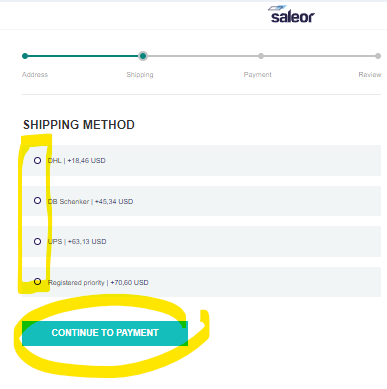 saleor
Address Shipping Payment Review
SHIPPING METHOD
DHL | +18,46 USD
DB Schenker | +45,34 USD
UPS | +63,13 USD
Registered priority | +70,60 USD
CONTINUE TO PAYMENT